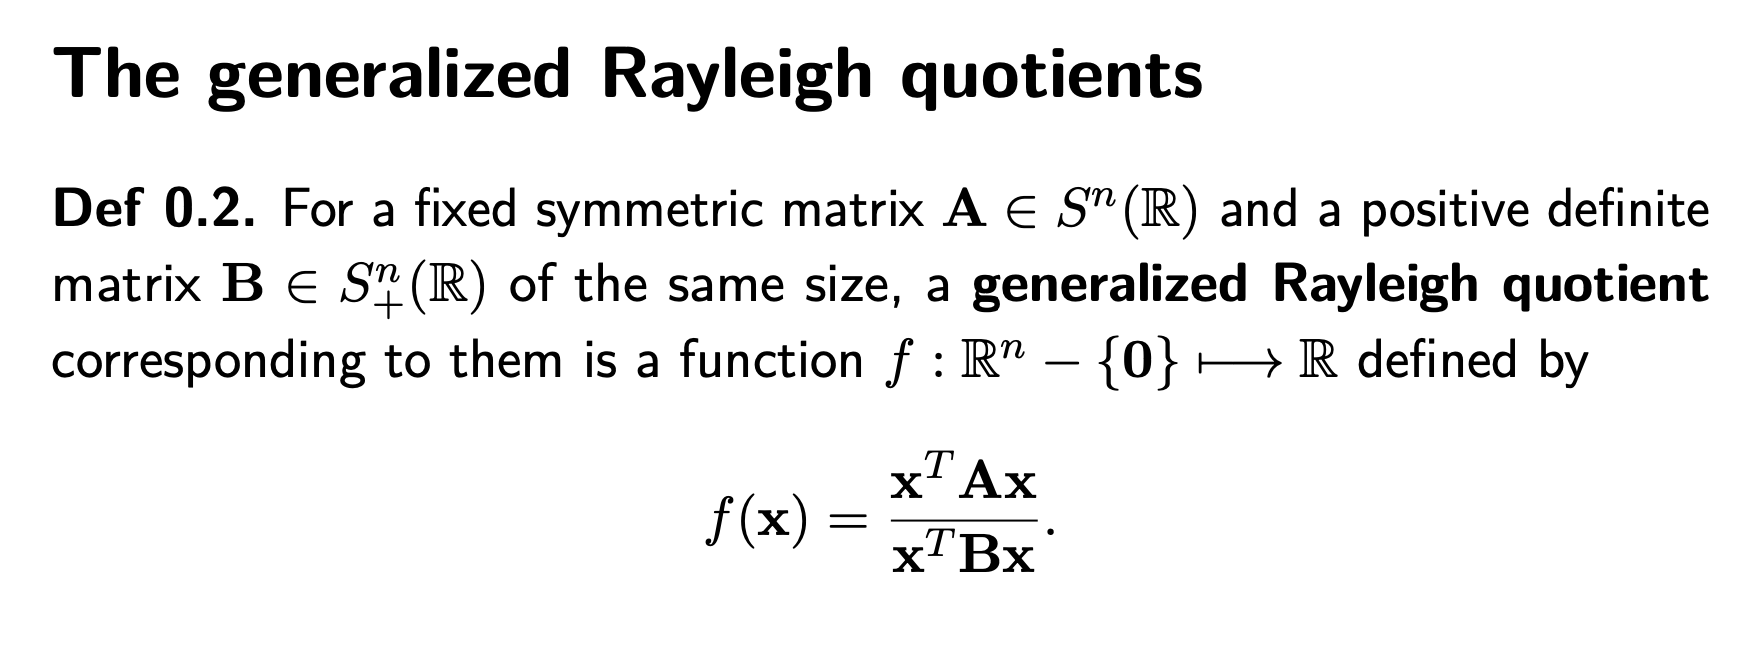 The generalized Rayleigh quotients
Def 0.2. For a fixed symmetric matrix $\mathbf{A} \in S^n(\mathbb{R})$ and a positive definite
matrix $\mathbf{B} \in S^n_+(\mathbb{R})$ of the same size, a generalized Rayleigh quotient
corresponding to them is a function $f : \mathbb{R}^n - \{\mathbf{0}\} \longmapsto \mathbb{R}$ defined by
$f(\mathbf{x}) = \frac{\mathbf{x}^T \mathbf{A} \mathbf{x}}{\mathbf{x}^T \mathbf{B} \mathbf{x}}.$